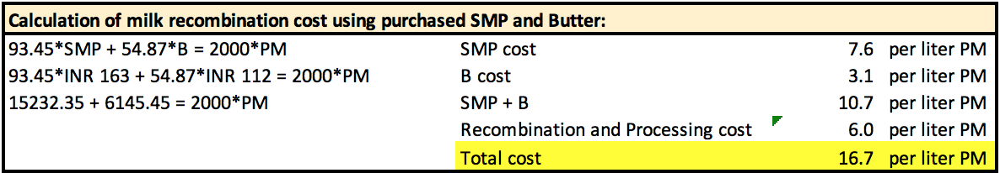 Calculation of milk recombination cost using purchased SMP and Butter:
93.45*SMP + 54.87*B = 2000*PM SMP cost 7.6 per liter PM
93.45*INR 163 + 54.87*INR 112 = 2000*PM B cost 3.1 per liter PM
15232.35 + 6145.45 = 2000*PM SMP + B 10.7 per liter PM
Recombination and Processing cost 6.0 per liter PM
Total cost 16.7 per liter PM